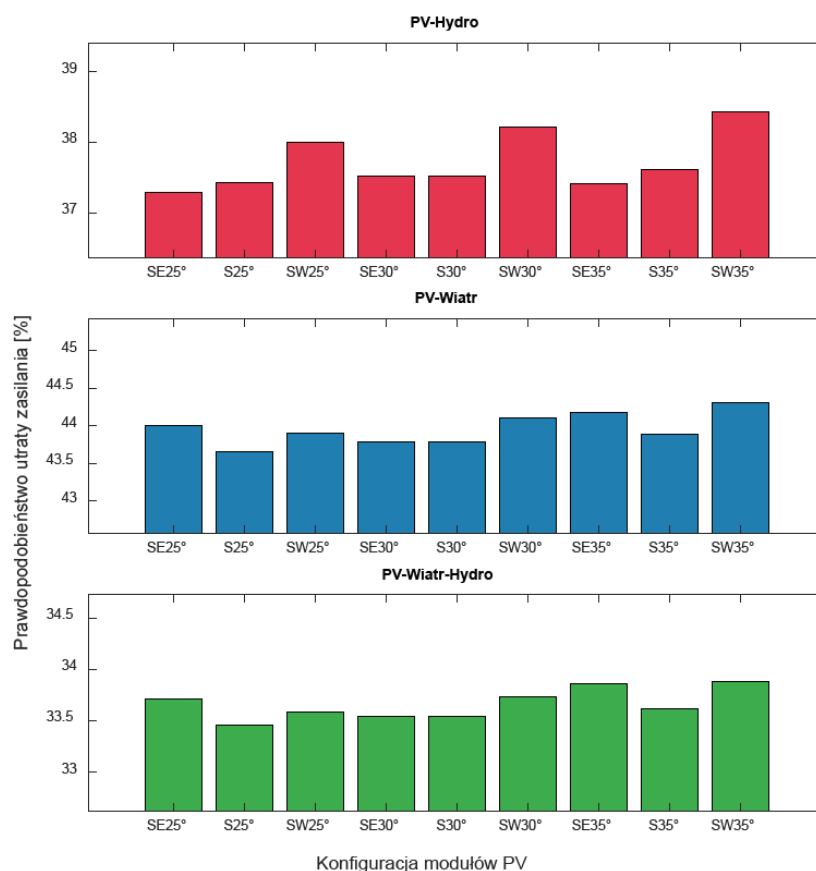 PV-Hydro
39
38
37
SE25° S25° SW25° SE30° S30° SW30° SE35° S35° SW35°
PV-Wiatr
45
44.5
44
43.5
43
SE25° S25° SW25° SE30° S30° SW30° SE35° S35° SW35°
PV-Wiatr-Hydro
34.5
34
33.5
33
SE25° S25° SW25° SE30° S30° SW30° SE35° S35° SW35°
Prawdopodobieństwo utraty zasilania [%]
Konfiguracja modułów PV